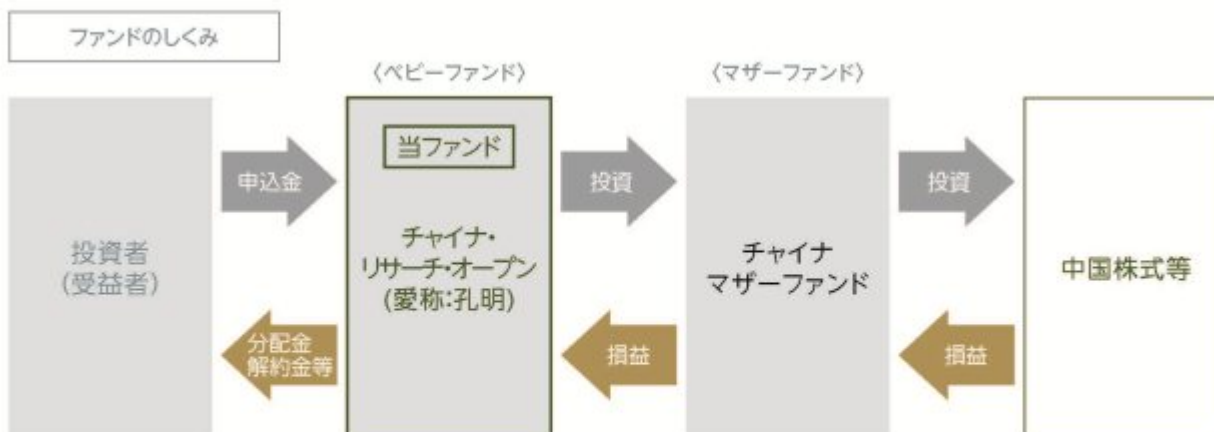 ファンドのしくみ
〈ベビーファンド〉
〈マザーファンド〉
投資者
(受益者)
申込金
分配金
解約金等
当ファンド
チャイナ・
リサーチ・オープン
(愛称:孔明)
投資
損益
チャイナ
マザーファンド
投資
損益
中国株式等